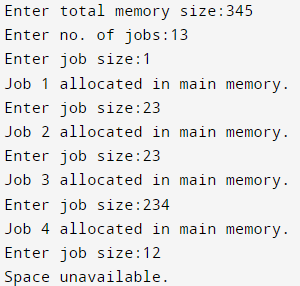 Enter total memory size:345
Enter no. of jobs:13
Enter job size:1
Job 1 allocated in main memory.
Enter job size:23
Job 2 allocated in main memory.
Enter job size:23
Job 3 allocated in main memory.
Enter job size:234
Job 4 allocated in main memory.
Enter job size:12
Space unavailable.